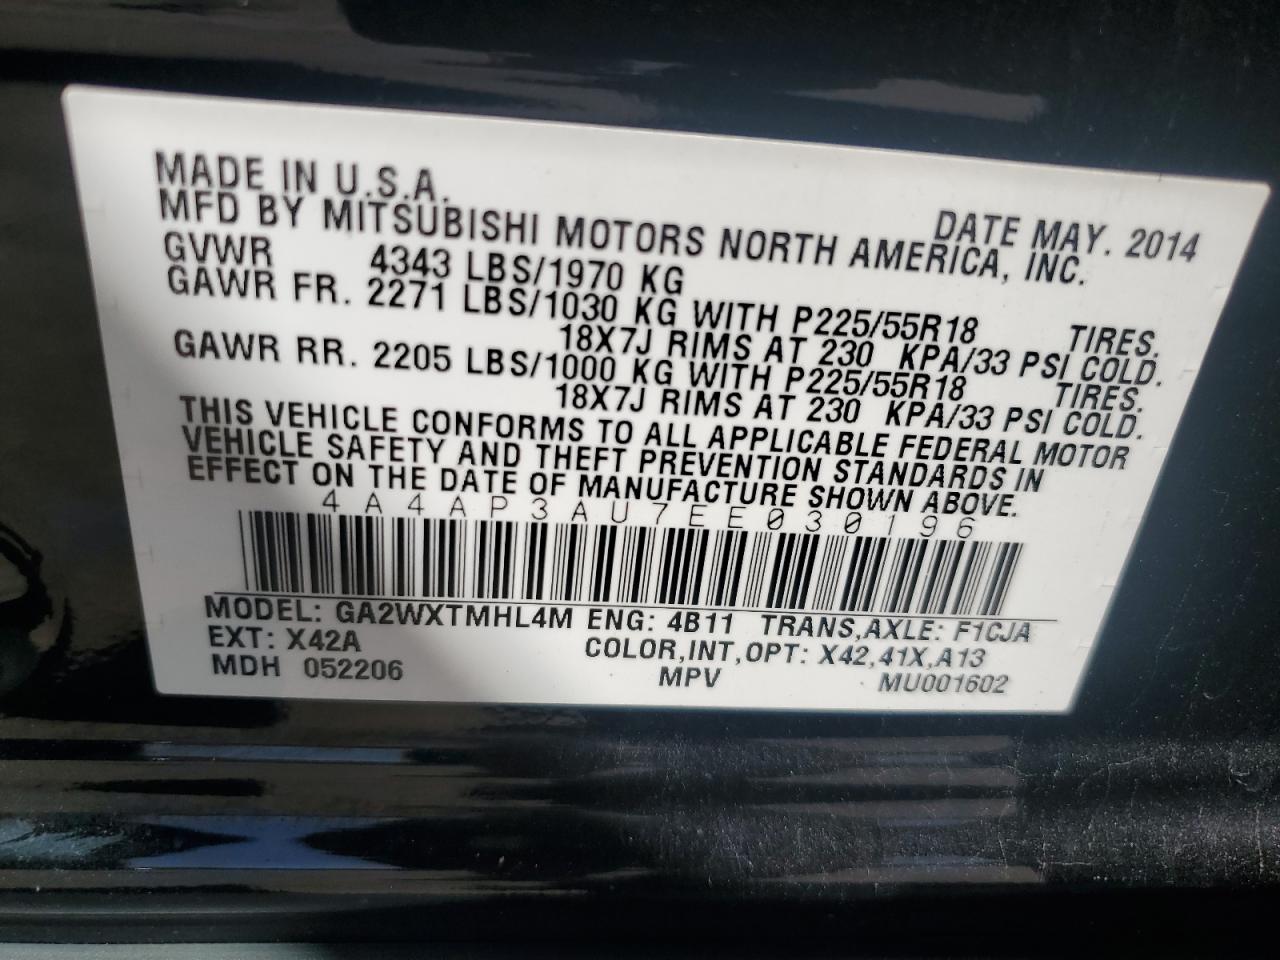 MADE IN U.S.A. DATE MAY. 2014
MFD BY MITSUBISHI MOTORS NORTH AMERICA, INC.
GVWR 4343 LBS/1970 KG
GAWR FR. 2271 LBS/1030 KG WITH P225/55R18 TIRES.
18X7J RIMS AT 230 KPA/33 PSI COLD.
GAWR RR. 2205 LBS/1000 KG WITH P225/55R18 TIRES.
18X7J RIMS AT 230 KPA/33 PSI COLD.
THIS VEHICLE CONFORMS TO ALL APPLICABLE FEDERAL MOTOR
VEHICLE SAFETY AND THEFT PREVENTION STANDARDS IN
EFFECT ON THE DATE OF MANUFACTURE SHOWN ABOVE.
4A4AP3AU7EE030196
MODEL: GA2WXTMHL4M ENG: 4B11 TRANS,AXLE: F1CJA
EXT: X42A COLOR,INT,OPT: X42,41X,A13
MDH 052206 MPV MU001602